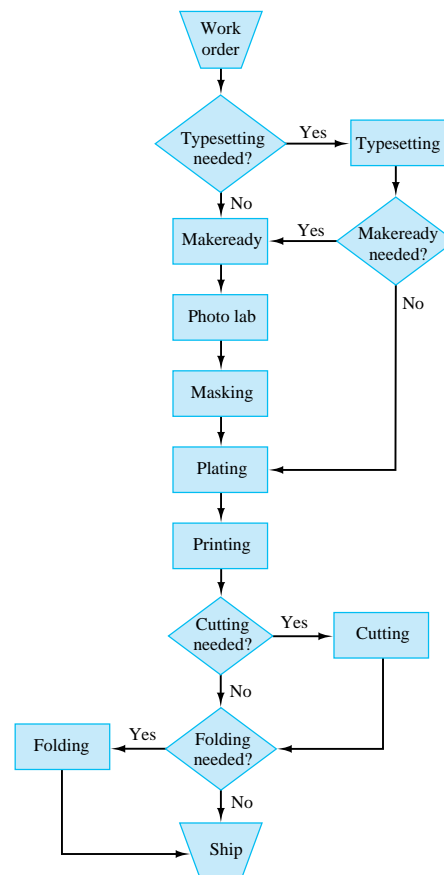 Work
order
Typesetting
needed?
Yes
Typesetting
No
Makeready
Yes
Makeready
needed?
No
Photo lab
Masking
Plating
Printing
Cutting
needed?
Yes
Cutting
No
Folding
Yes
Folding
needed?
No
Ship